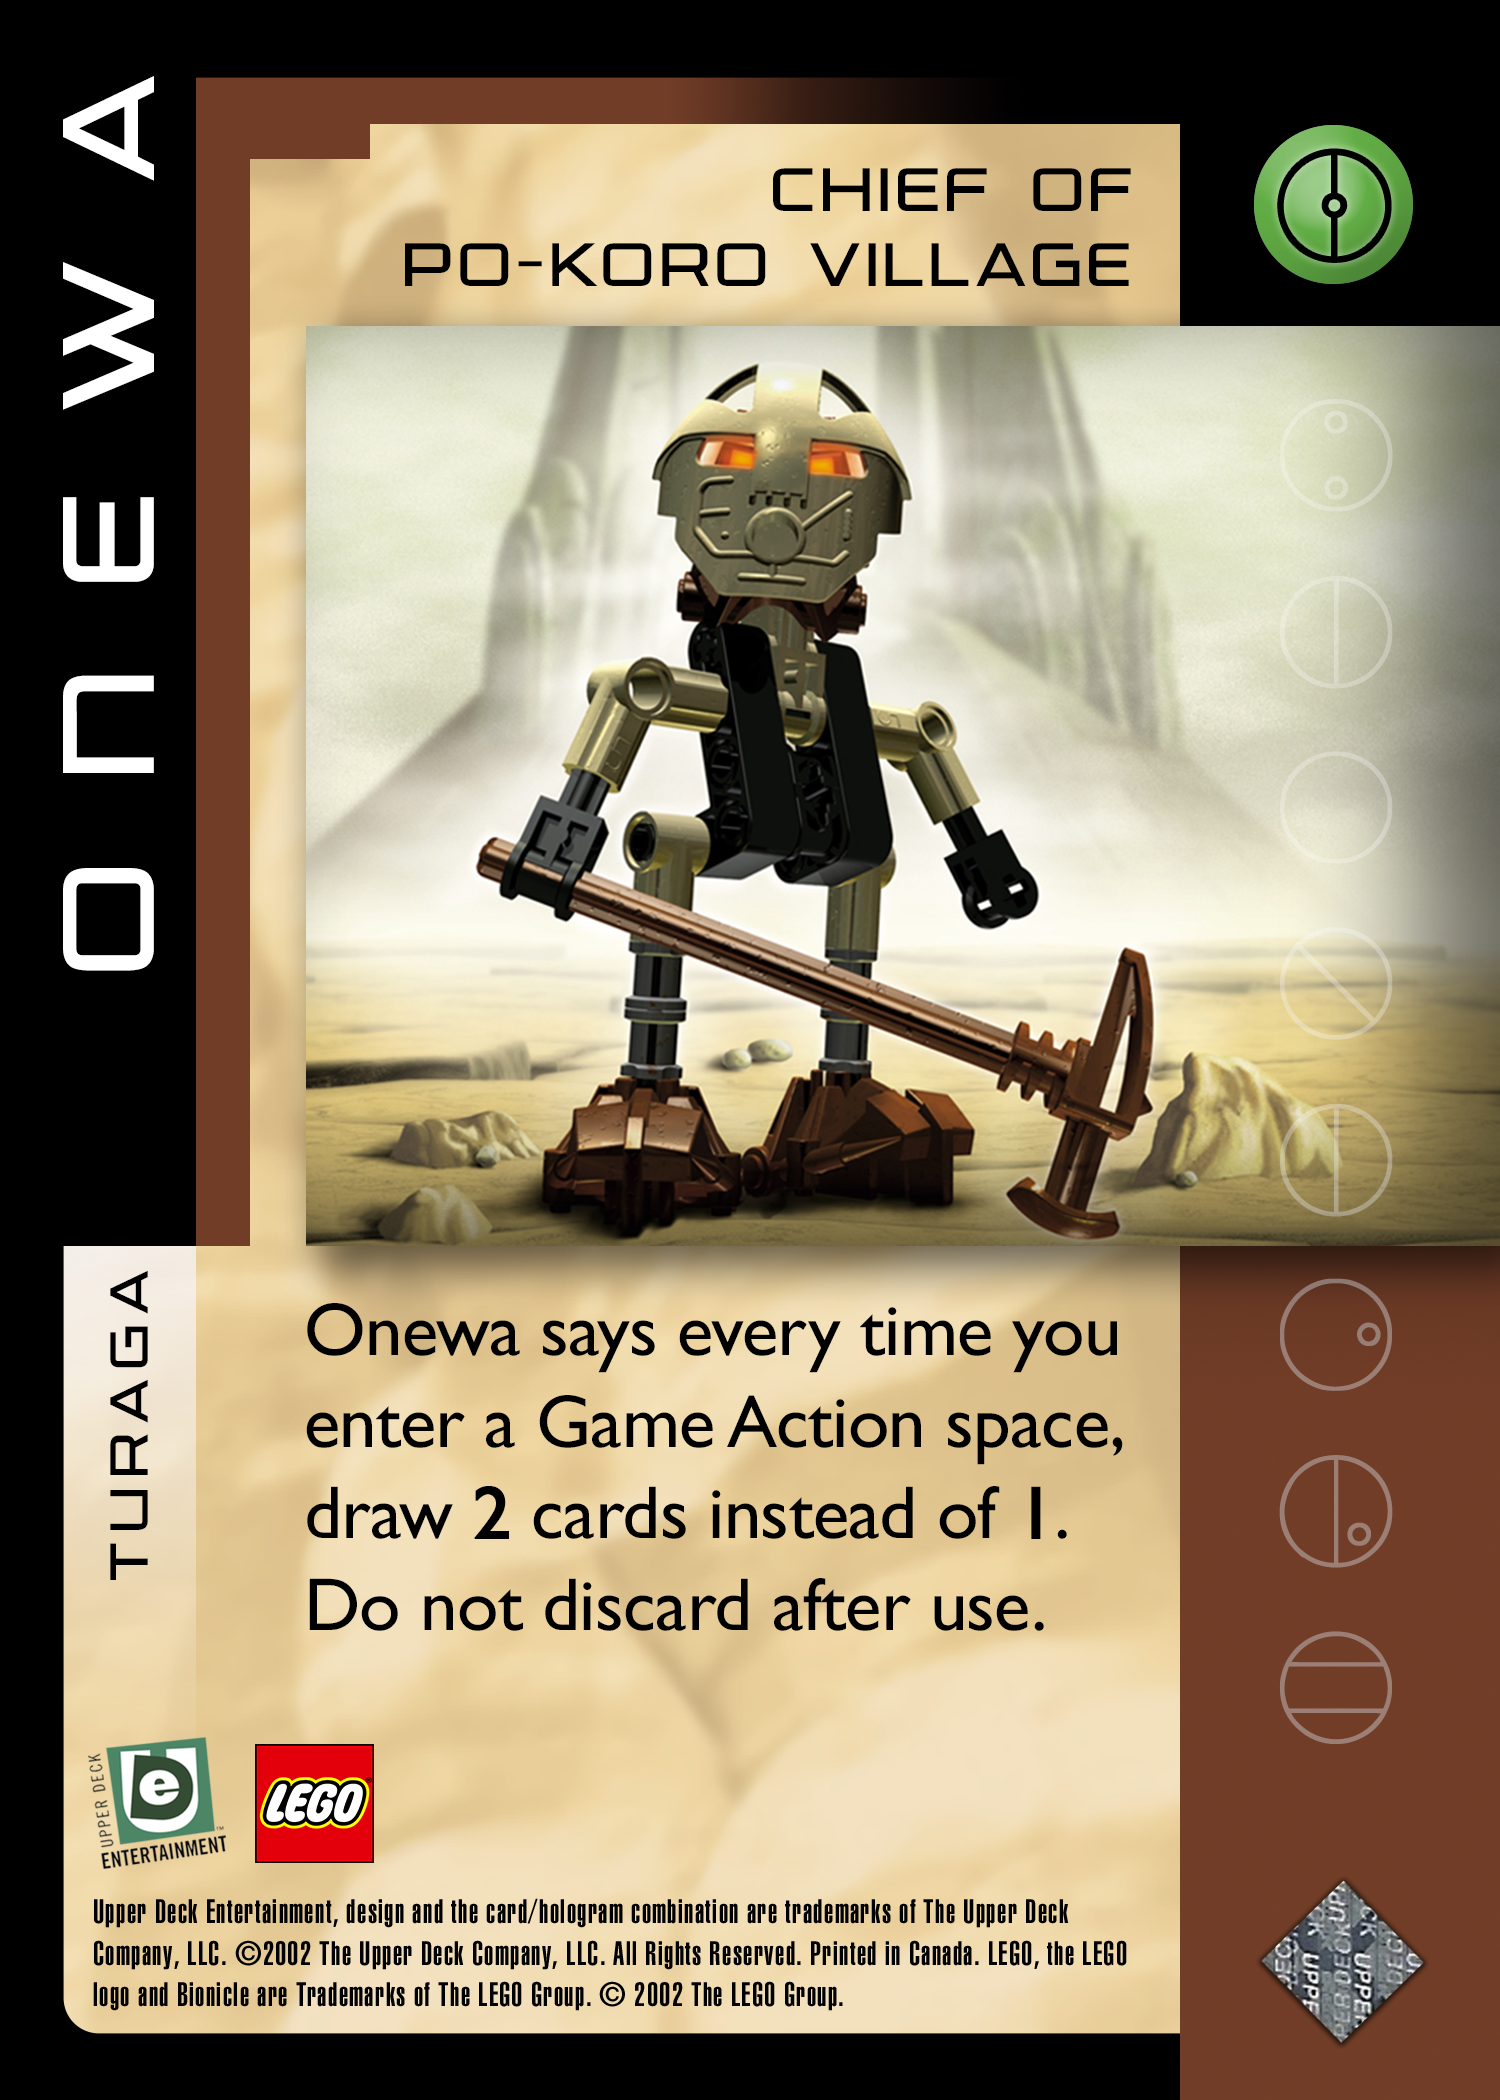 ONEWA
CHIEF OF
PO-KORO VILLAGE
TURAGA
Onewa says every time you
enter a Game Action space,
draw 2 cards instead of 1.
Do not discard after use.
UPPER DECK
e
ENTERTAINMENT
LEGO
Upper Deck Entertainment, design and the card/hologram combination are trademarks of The Upper Deck
Company, LLC. ©2002 The Upper Deck Company, LLC. All Rights Reserved. Printed in Canada. LEGO, the LEGO
logo and Bionicle are Trademarks of The LEGO Group. © 2002 The LEGO Group.